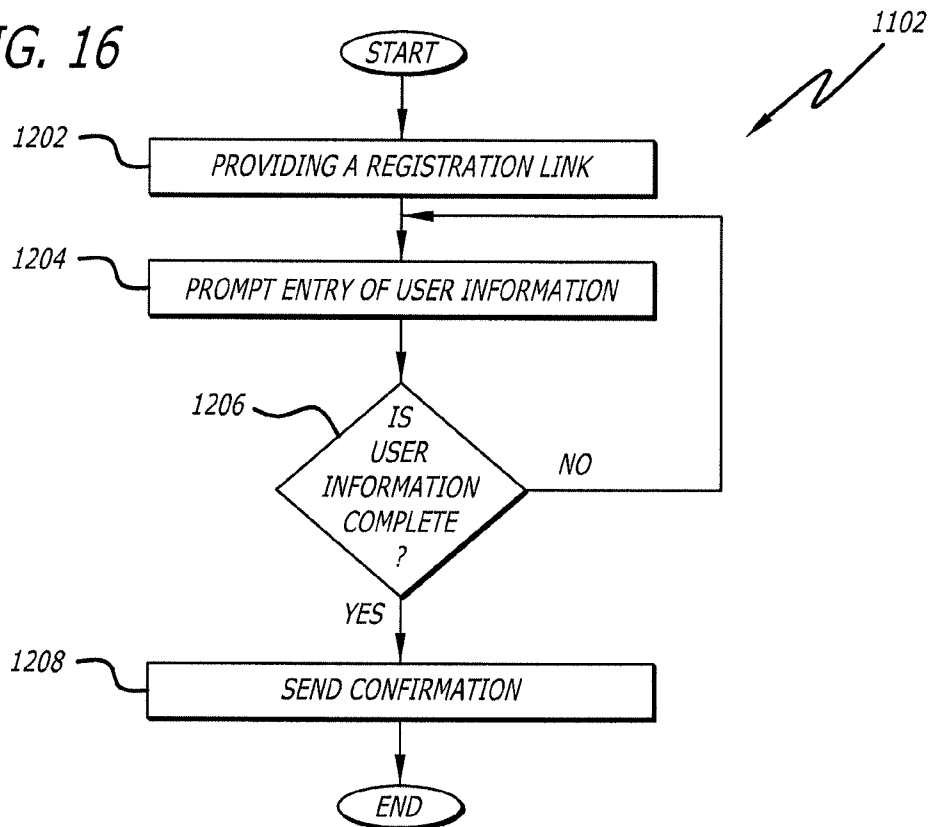 IG. 16
1102
START
1202
PROVIDING A REGISTRATION LINK
1204
PROMPT ENTRY OF USER INFORMATION
1206
IS
USER
INFORMATION
COMPLETE
?
NO
YES
1208
SEND CONFIRMATION
END